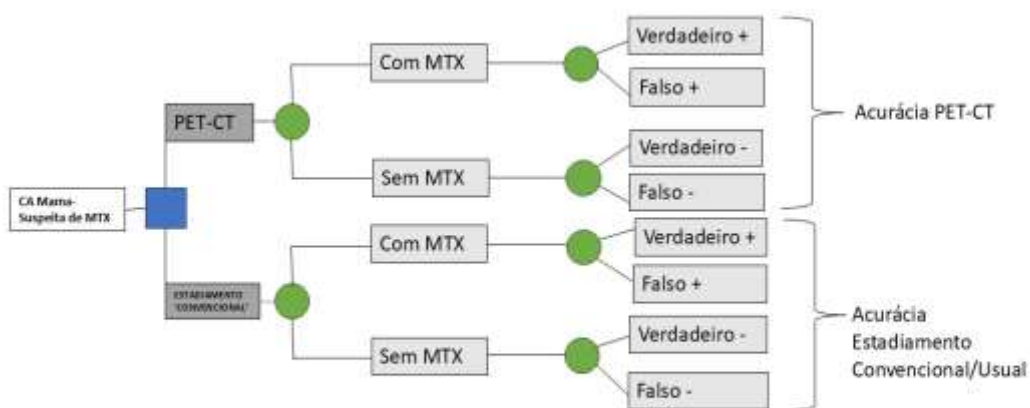 CA Mama-
Suspeita de MTX
PET-CT
Com MTX
Verdadeiro +
Falso +
Sem MTX
Verdadeiro -
Falso -
Acurácia PET-CT
ESTADIAMENTO
'CONVENCIONAL'
Com MTX
Verdadeiro +
Falso +
Sem MTX
Verdadeiro -
Falso -
Acurácia
Estadiamento
Convencional/Usual